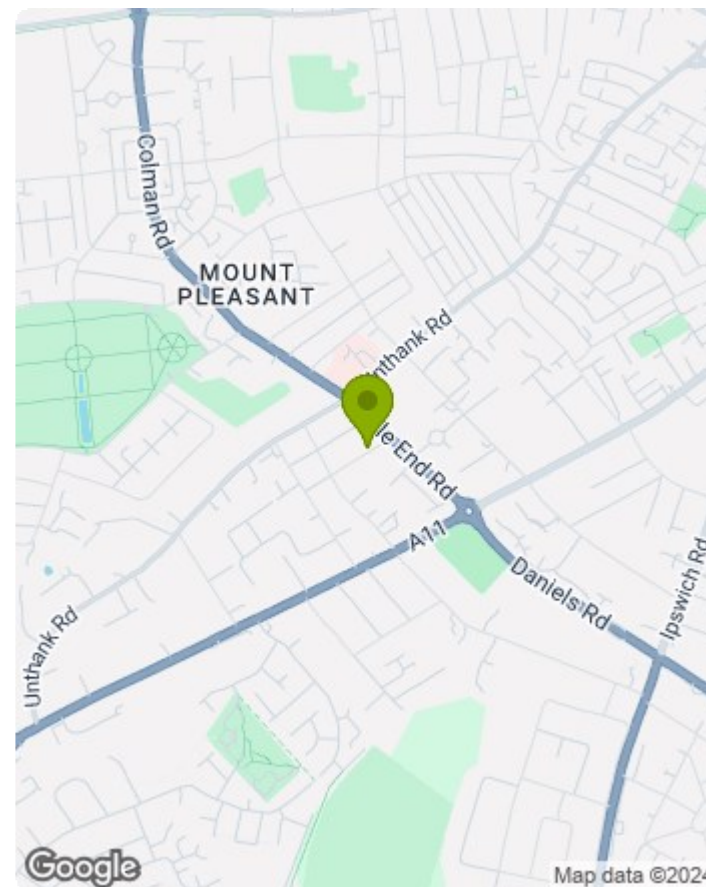 Colman Rd
MOUNT
PLEASANT
Unthank Rd
End Rd
A11
Daniels Rd
Ipswich Rd
Unthank Rd
Google
Map data ©2024